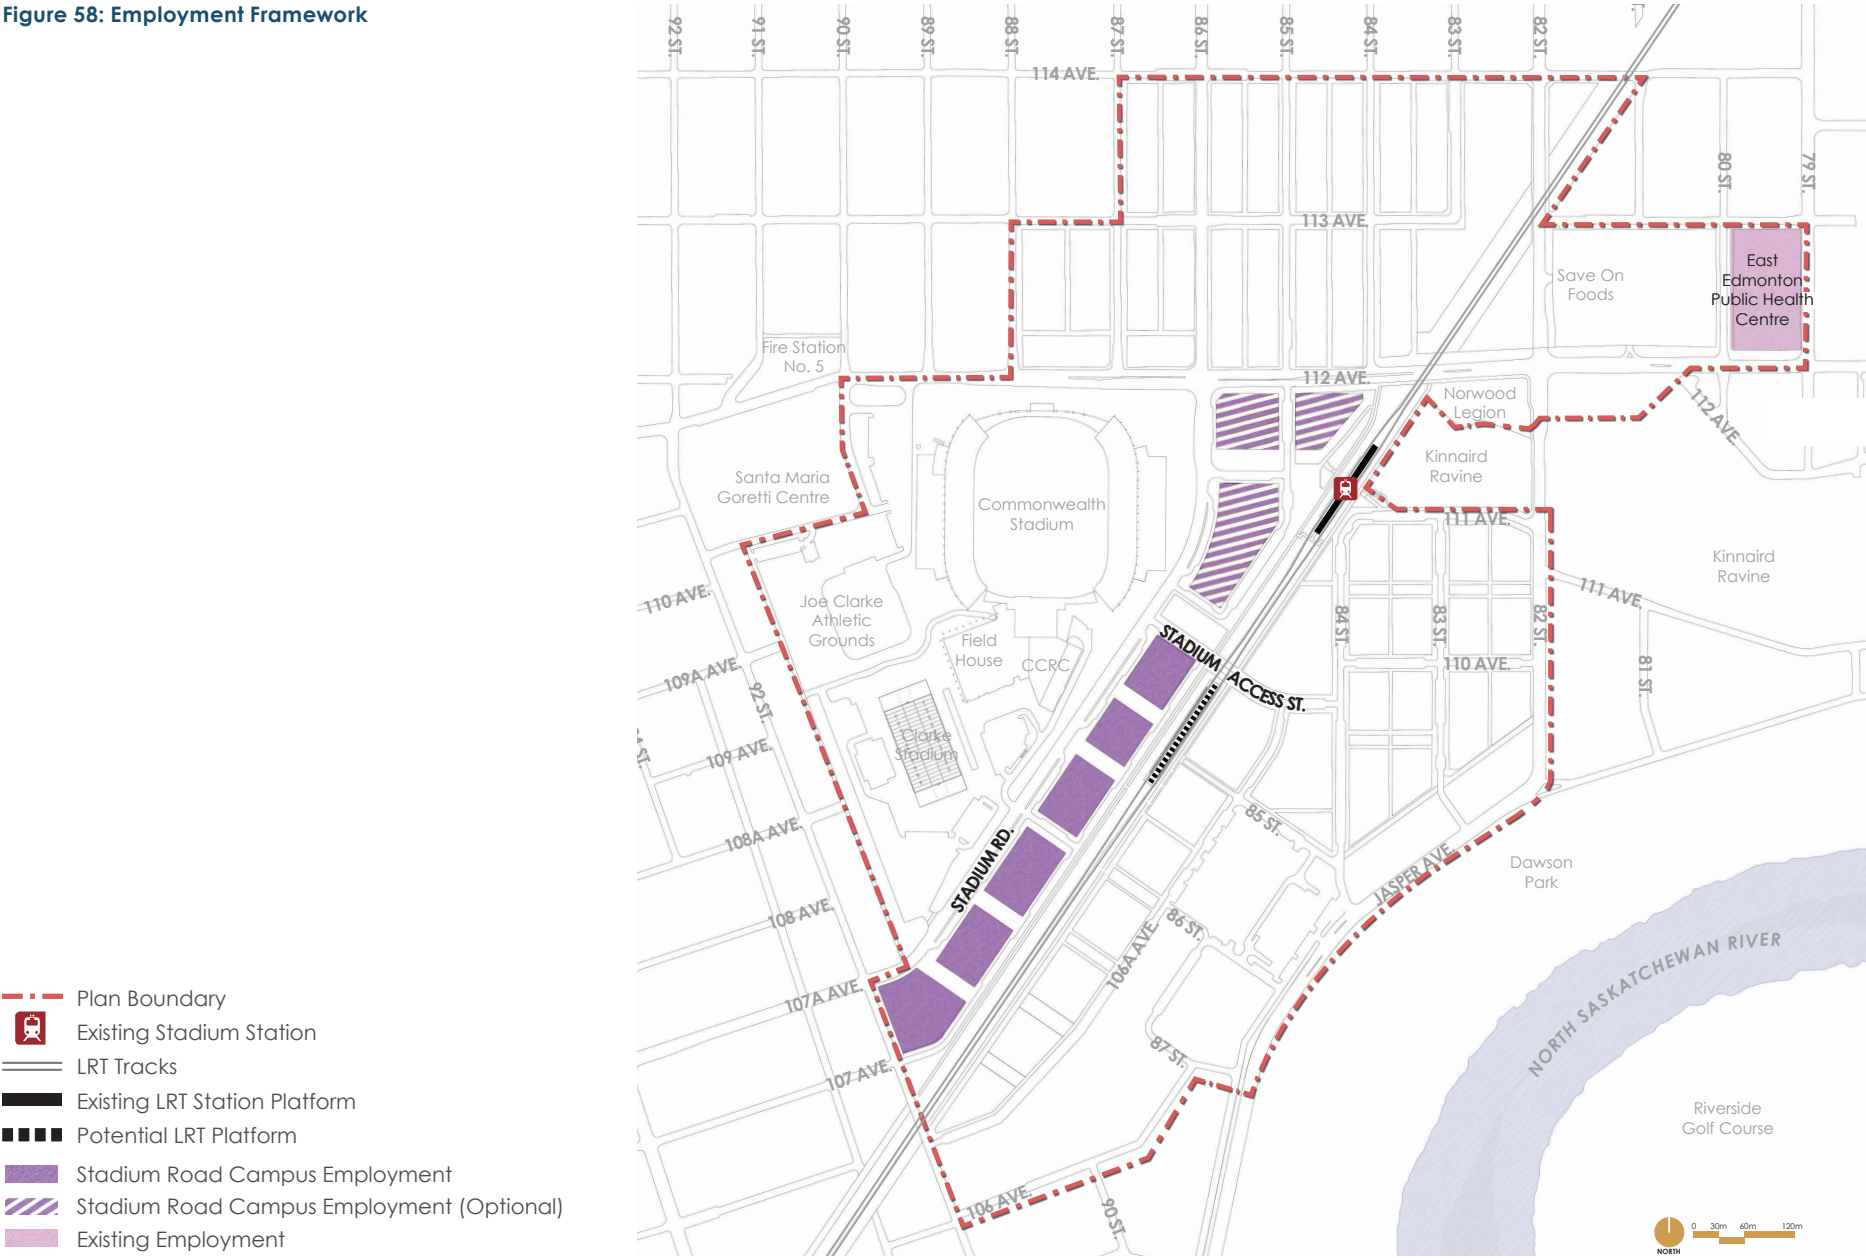 Figure 58: Employment Framework
92 ST.
91 ST.
90 ST.
89 ST.
88 ST.
87 ST.
86 ST.
85 ST.
84 ST.
83 ST.
82 ST.
114 AVE.
80 ST.
79 ST.
113 AVE.
East
Edmonton
Public Health
Centre
Save On
Foods
Fire Station
No. 5
112 AVE.
Norwood
Legion
112 AVE.
Santa Maria
Goretti Centre
Kinnaird
Ravine
Commonwealth
Stadium
111 AVE.
Kinnaird
Ravine
110 AVE.
111 AVE.
Joe Clarke
Athletic
Grounds
84 ST.
83 ST.
82 ST.
Field
House
CCRC
STADIUM ACCESS ST.
110 AVE.
81 ST.
109A AVE.
92 ST.
Clarke
Stadium
109 AVE.
85 ST.
108A AVE.
STADIUM RD.
JASPER AVE.
Dawson
Park
108 AVE.
86 ST.
106A AVE.
NORTH SASKATCHEWAN RIVER
107A AVE.
87 ST.
107 AVE.
Riverside
Golf Course
106 AVE.
90 ST.
Plan Boundary
Existing Stadium Station
LRT Tracks
Existing LRT Station Platform
Potential LRT Platform
Stadium Road Campus Employment
Stadium Road Campus Employment (Optional)
Existing Employment
0 30m 60m 120m
NORTH